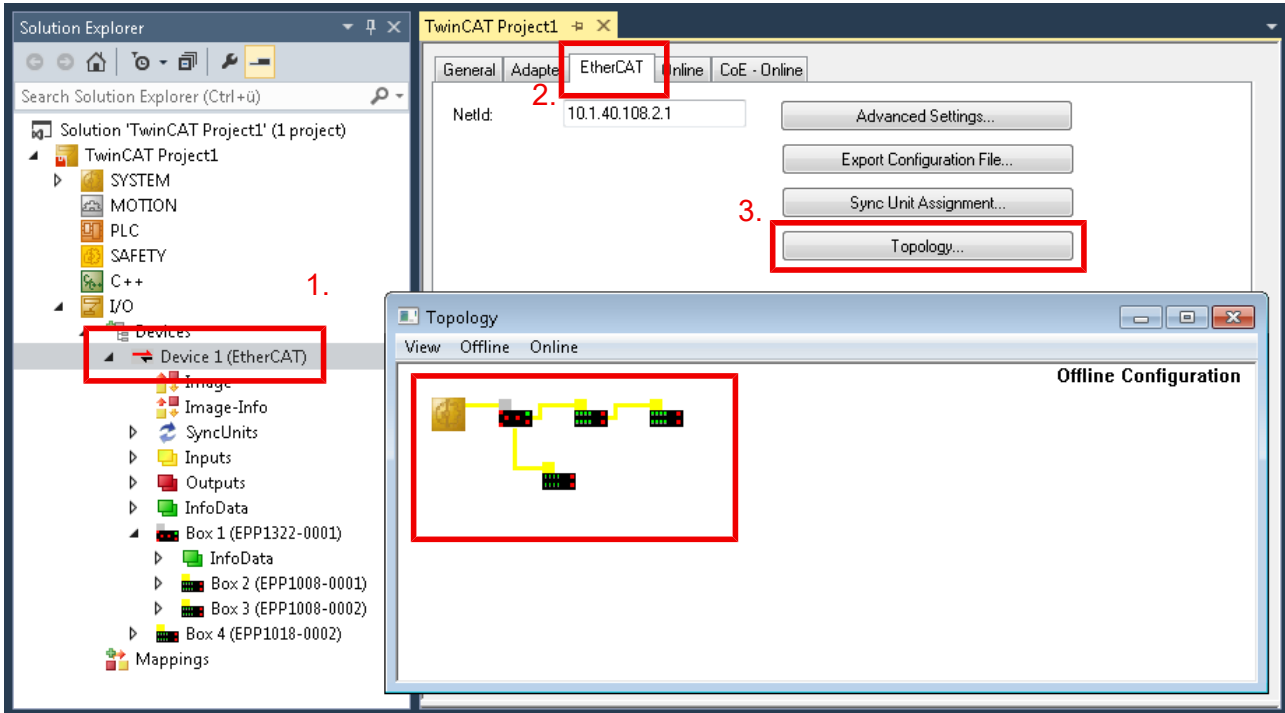 Solution Explorer
Search Solution Explorer (Ctrl+ü)
Solution 'TwinCAT Project1' (1 project)
TwinCAT Project1
SYSTEM
MOTION
PLC
SAFETY
C++
1.
I/O
Devices
Device 1 (EtherCAT)
Image
Image-Info
SyncUnits
Inputs
Outputs
InfoData
Box 1 (EPP1322-0001)
InfoData
Box 2 (EPP1008-0001)
Box 3 (EPP1008-0002)
Box 4 (EPP1018-0002)
Mappings
TwinCAT Project1
General Adapte EtherCAT Online CoE - Online
2.
NetId: 10.1.40.108.2.1
Advanced Settings...
Export Configuration File...
Sync Unit Assignment...
3.
Topology...
Topology
View Offline Online
Offline Configuration